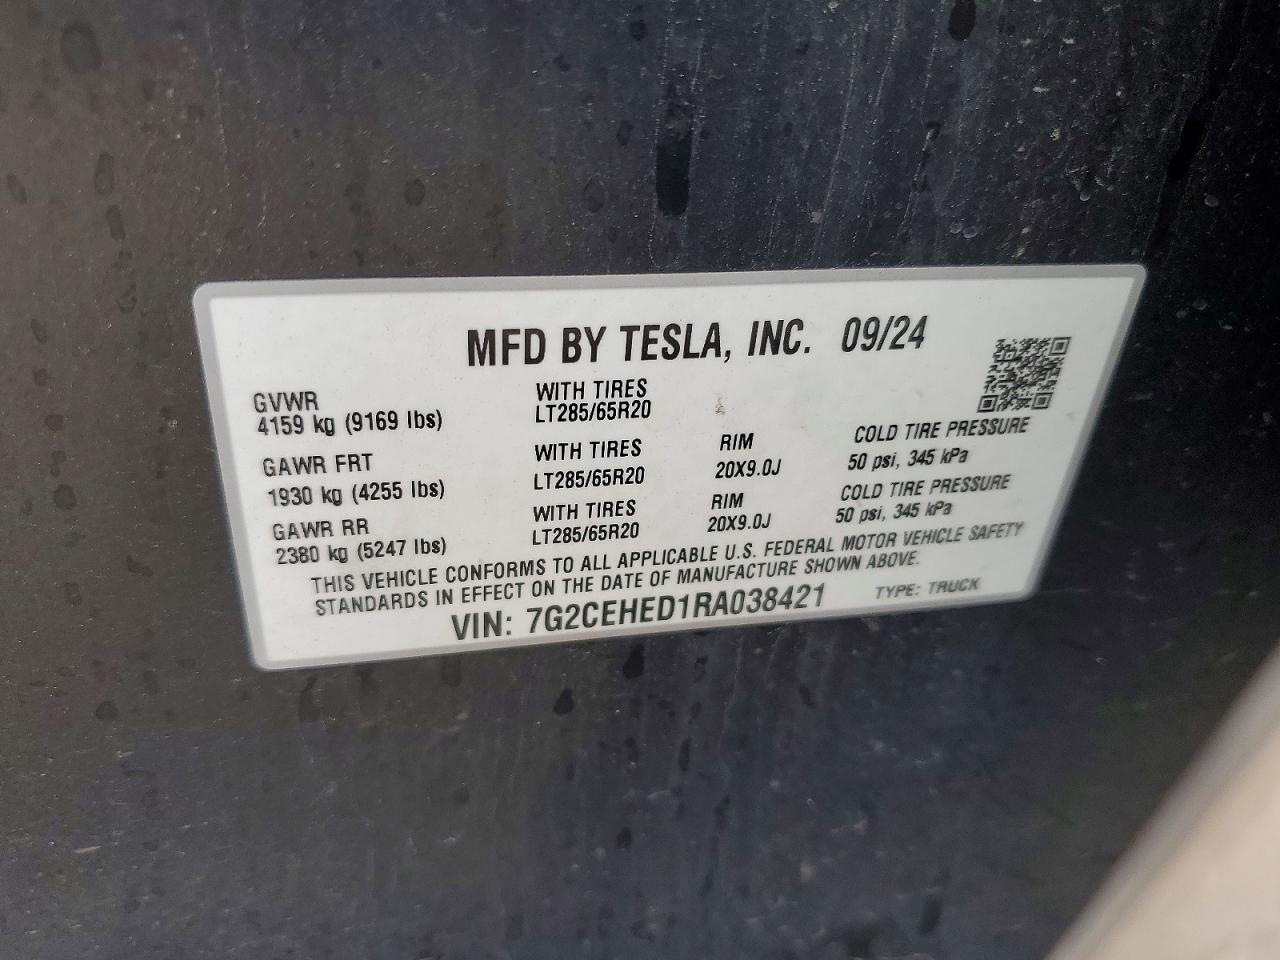 MFD BY TESLA, INC. 09/24
GVWR WITH TIRES
4159 kg (9169 lbs) LT285/65R20
GAWR FRT WITH TIRES RIM COLD TIRE PRESSURE
1930 kg (4255 lbs) LT285/65R20 20X9.0J 50 psi, 345 kPa
GAWR RR WITH TIRES RIM COLD TIRE PRESSURE
2380 kg (5247 lbs) LT285/65R20 20X9.0J 50 psi, 345 kPa
THIS VEHICLE CONFORMS TO ALL APPLICABLE U.S. FEDERAL MOTOR VEHICLE SAFETY
STANDARDS IN EFFECT ON THE DATE OF MANUFACTURE SHOWN ABOVE.
VIN: 7G2CEHED1RA038421 TYPE: TRUCK